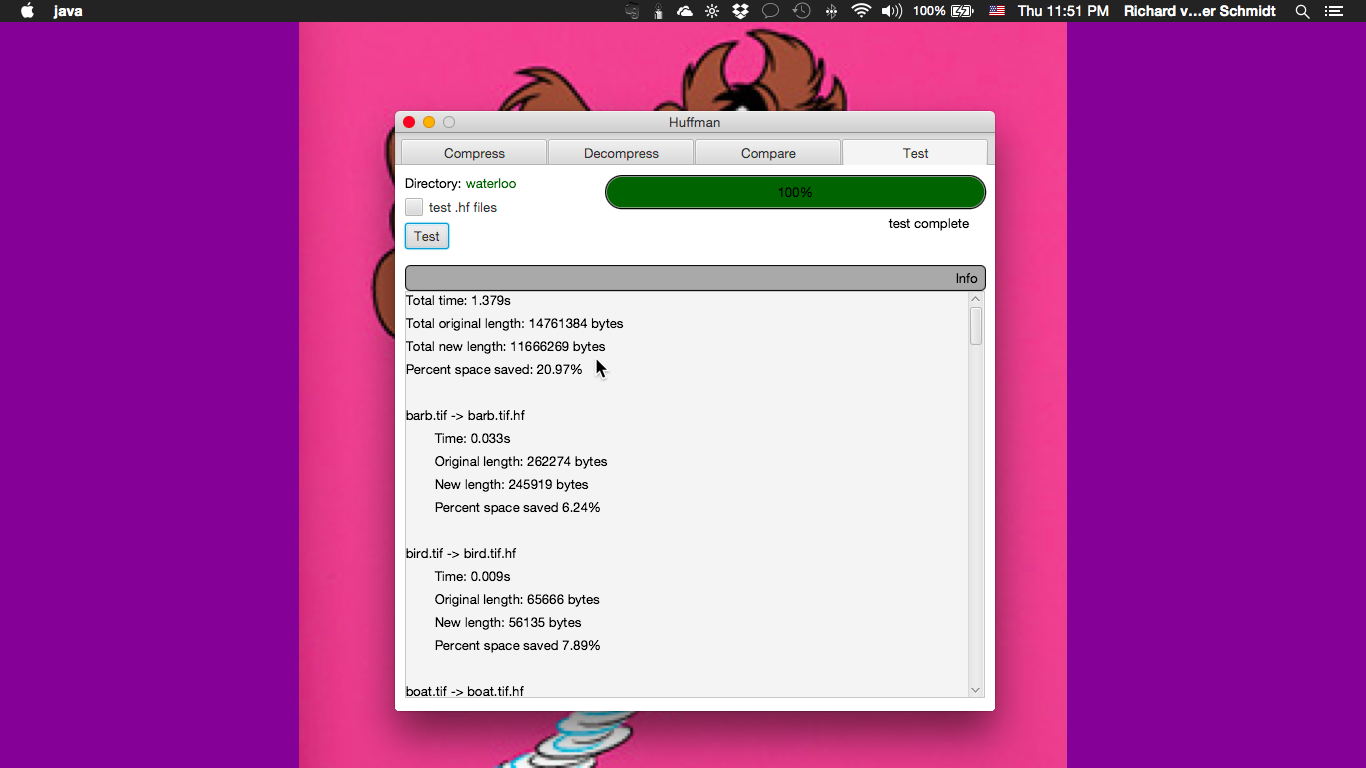 java 100% Thu 11:51 PM Richard v...er Schmidt
Huffman
Compress Decompress Compare Test
Directory: waterloo
100%
test .hf files
test complete
Test
Info
Total time: 1.379s
Total original length: 14761384 bytes
Total new length: 11666269 bytes
Percent space saved: 20.97%
barb.tif -> barb.tif.hf
Time: 0.033s
Original length: 262274 bytes
New length: 245919 bytes
Percent space saved 6.24%
bird.tif -> bird.tif.hf
Time: 0.009s
Original length: 65666 bytes
New length: 56135 bytes
Percent space saved 7.89%
boat.tif -> boat.tif.hf